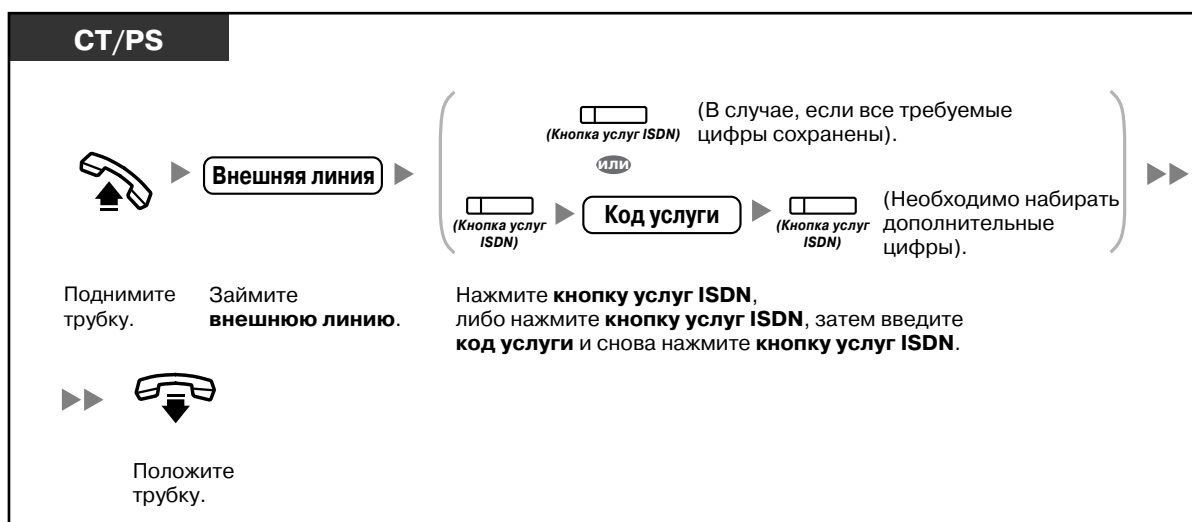 CT/PS
(Кнопка услуг ISDN)
(В случае, если все требуемые
цифры сохранены).
или
Внешняя линия
(Кнопка услуг
ISDN)
Код услуги
(Кнопка услуг
ISDN)
(Необходимо набирать
дополнительные
цифры).
Поднимите
трубку.
Займите
внешнюю линию.
Нажмите кнопку услуг ISDN,
либо нажмите кнопку услуг ISDN, затем введите
код услуги и снова нажмите кнопку услуг ISDN.
Положите
трубку.